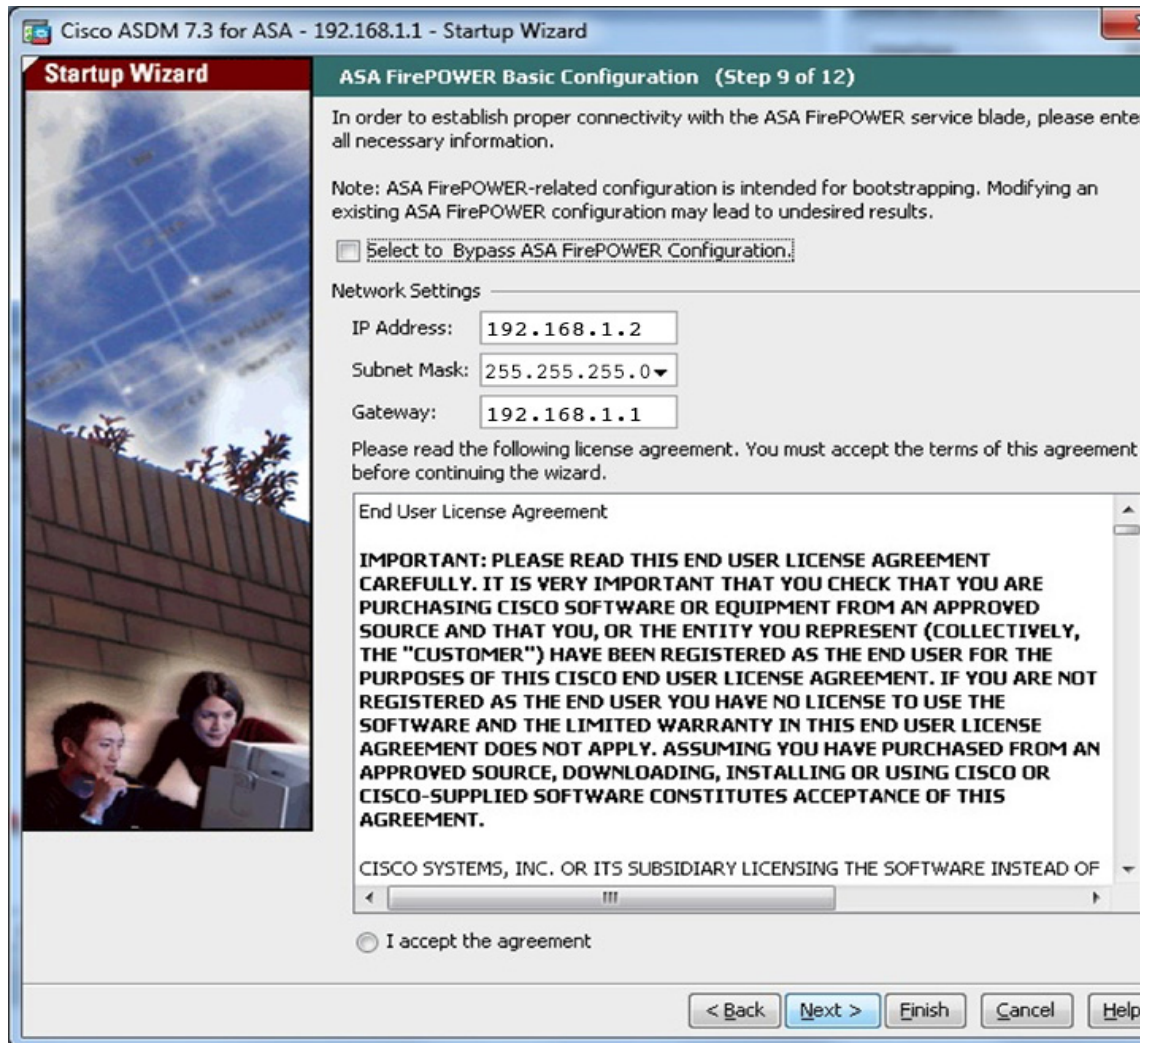 Cisco ASDM 7.3 for ASA - 192.168.1.1 - Startup Wizard
Startup Wizard
ASA FirePOWER Basic Configuration (Step 9 of 12)
In order to establish proper connectivity with the ASA FirePOWER service blade, please ente
all necessary information.
Note: ASA FirePOWER-related configuration is intended for bootstrapping. Modifying an
existing ASA FirePOWER configuration may lead to undesired results.
Select to Bypass ASA FirePOWER Configuration.
Network Settings
IP Address: 192.168.1.2
Subnet Mask: 255.255.255.0
Gateway: 192.168.1.1
Please read the following license agreement. You must accept the terms of this agreement
before continuing the wizard.
End User License Agreement
IMPORTANT: PLEASE READ THIS END USER LICENSE AGREEMENT
CAREFULLY. IT IS VERY IMPORTANT THAT YOU CHECK THAT YOU ARE
PURCHASING CISCO SOFTWARE OR EQUIPMENT FROM AN APPROVED
SOURCE AND THAT YOU, OR THE ENTITY YOU REPRESENT (COLLECTIVELY,
THE "CUSTOMER") HAVE BEEN REGISTERED AS THE END USER FOR THE
PURPOSES OF THIS CISCO END USER LICENSE AGREEMENT. IF YOU ARE NOT
REGISTERED AS THE END USER YOU HAVE NO LICENSE TO USE THE
SOFTWARE AND THE LIMITED WARRANTY IN THIS END USER LICENSE
AGREEMENT DOES NOT APPLY. ASSUMING YOU HAVE PURCHASED FROM AN
APPROVED SOURCE, DOWNLOADING, INSTALLING OR USING CISCO OR
CISCO-SUPPLIED SOFTWARE CONSTITUTES ACCEPTANCE OF THIS
AGREEMENT.
CISCO SYSTEMS, INC. OR ITS SUBSIDIARY LICENSING THE SOFTWARE INSTEAD OF
I accept the agreement
< Back Next > Finish Cancel Help